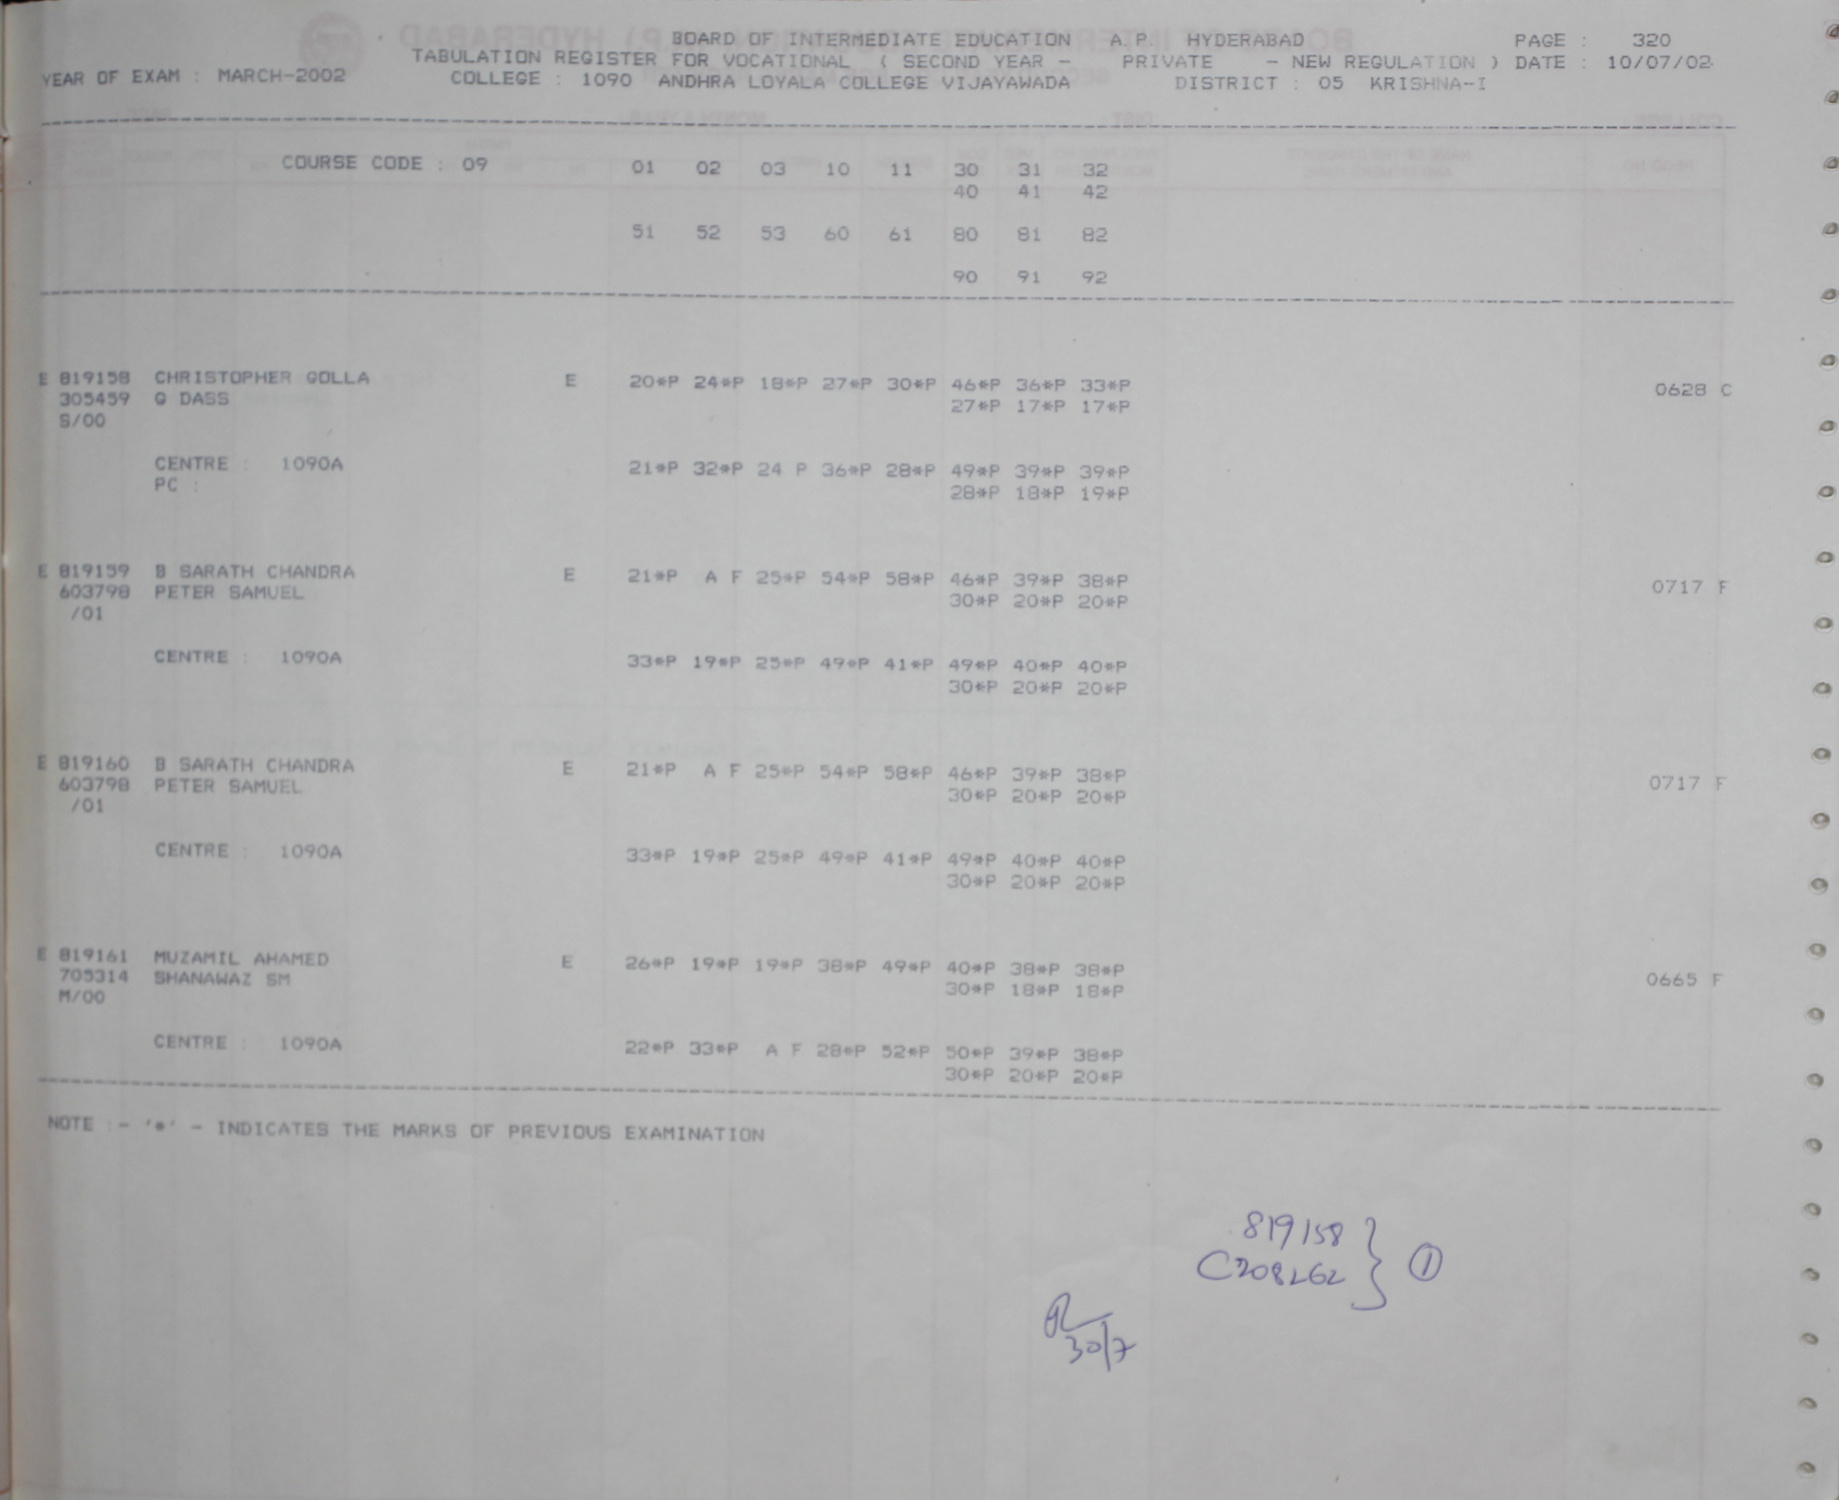 BOARD OF INTERMEDIATE EDUCATION A.P. HYDERABAD PAGE : 320
TABULATION REGISTER FOR VOCATIONAL ( SECOND YEAR - PRIVATE - NEW REGULATION ) DATE : 10/07/02
YEAR OF EXAM : MARCH-2002 COLLEGE : 1090 ANDHRA LOYALA COLLEGE VIJAYAWADA DISTRICT : 05 KRISHNA-I
COURSE CODE : 09 01 02 03 10 11 30 31 32
40 41 42
51 52 53 60 61 80 81 82
90 91 92
E 819158 CHRISTOPHER GOLLA E 20*P 24*P 18*P 27*P 30*P 46*P 36*P 33*P 0628 C
305459 G DASS 27*P 17*P 17*P
S/00
CENTRE : 1090A 21*P 32*P 24 P 36*P 28*P 49*P 39*P 39*P
PC : 28*P 18*P 19*P
E 819159 B SARATH CHANDRA E 21*P A F 25*P 54*P 58*P 46*P 39*P 38*P 0717 F
603798 PETER SAMUEL 30*P 20*P 20*P
/01
CENTRE : 1090A 33*P 19*P 25*P 49*P 41*P 49*P 40*P 40*P
30*P 20*P 20*P
E 819160 B SARATH CHANDRA E 21*P A F 25*P 54*P 58*P 46*P 39*P 38*P 0717 F
603798 PETER SAMUEL 30*P 20*P 20*P
/01
CENTRE : 1090A 33*P 19*P 25*P 49*P 41*P 49*P 40*P 40*P
30*P 20*P 20*P
E 819161 MUZAMIL AHAMED E 26*P 19*P 19*P 38*P 49*P 40*P 38*P 38*P 0665 F
705314 SHANAWAZ SM 30*P 18*P 18*P
M/00
CENTRE : 1090A 22*P 33*P A F 28*P 52*P 50*P 39*P 38*P
30*P 20*P 20*P
NOTE :- '*' - INDICATES THE MARKS OF PREVIOUS EXAMINATION
819158
C208262 } 1
30/7